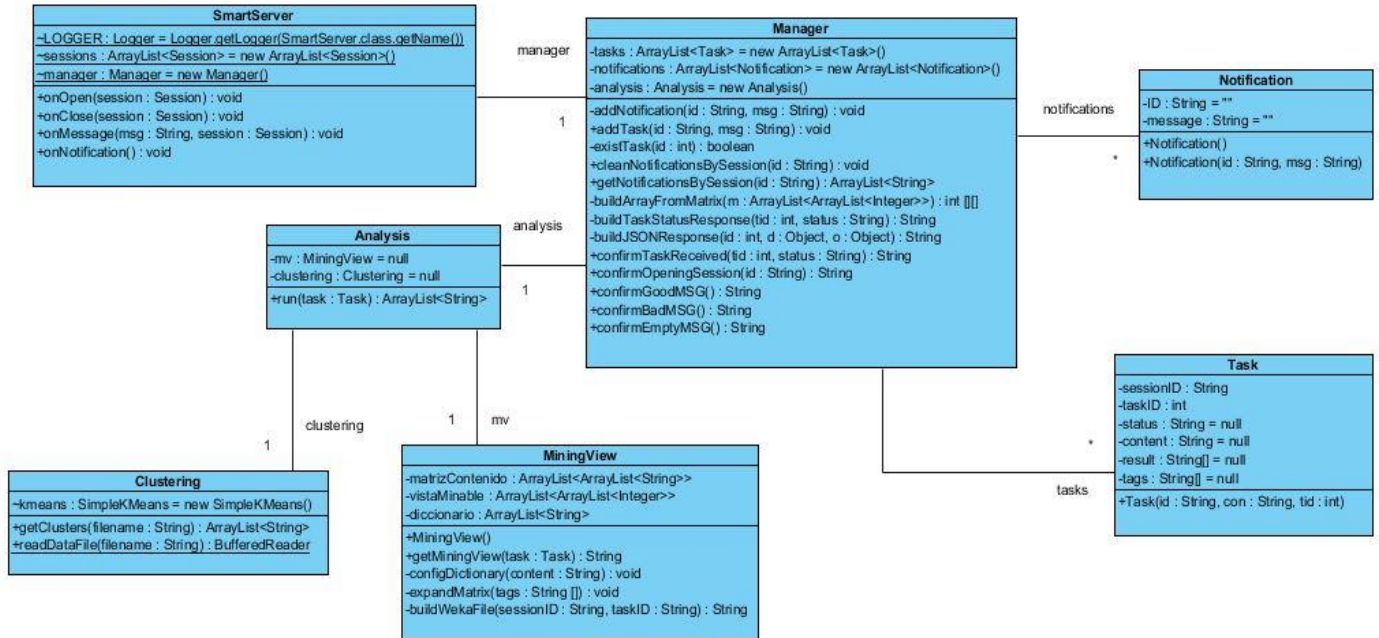 SmartServer
~LOGGER : Logger = Logger.getLogger(SmartServer.class.getName())
~sessions : ArrayList<Session> = new ArrayList<Session>()
~manager : Manager = new Manager()
+onOpen(session : Session) : void
+onClose(session : Session) : void
+onMessage(msg : String, session : Session) : void
+onNotification() : void
manager
1
Manager
-tasks : ArrayList<Task> = new ArrayList<Task>()
-notifications : ArrayList<Notification> = new ArrayList<Notification>()
-analysis : Analysis = new Analysis()
-addNotification(id : String, msg : String) : void
+addTask(id : String, msg : String) : void
-existTask(id : int) : boolean
+cleanNotificationsBySession(id : String) : void
+getNotificationsBySession(id : String) : ArrayList<String>
-buildArrayFromMatrix(m : ArrayList<ArrayList<Integer>>) : int [][]
-buildTaskStatusResponse(tid : int, status : String) : String
-buildJSONResponse(id : int, d : Object, o : Object) : String
+confirmTaskReceived(tid : int, status : String) : String
+confirmOpeningSession(id : String) : String
+confirmGoodMSG() : String
+confirmBadMSG() : String
+confirmEmptyMSG() : String
notifications
*
Notification
-ID : String = ""
-message : String = ""
+Notification()
+Notification(id : String, msg : String)
analysis
1
Analysis
-mv : MiningView = null
-clustering : Clustering = null
+run(task : Task) : ArrayList<String>
clustering
1
1
mv
*
tasks
Task
-sessionID : String
-taskID : int
-status : String = null
-content : String = null
-result : String[] = null
-tags : String[] = null
+Task(id : String, con : String, tid : int)
Clustering
~kmeans : SimpleKMeans = new SimpleKMeans()
+getClusters(filename : String) : ArrayList<String>
+readDataFile(filename : String) : BufferedReader
MiningView
-matrizContenido : ArrayList<ArrayList<String>>
-vistaMinable : ArrayList<ArrayList<Integer>>
-diccionario : ArrayList<String>
+MiningView()
+getMiningView(task : Task) : String
-configDictionary(content : String) : void
-expandMatrix(tags : String []) : void
-buildWekaFile(sessionID : String, taskID : String) : String